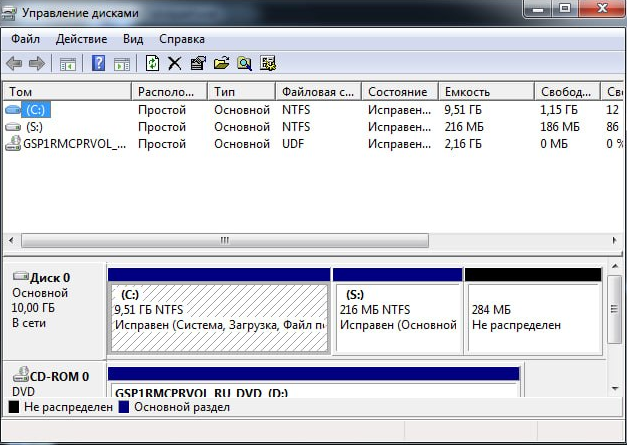 Управление дисками
Файл Действие Вид Справка
Том Располо... Тип Файловая с... Состояние Емкость Свобод... Сво
(C:) Простой Основной NTFS Исправен... 9,51 ГБ 1,15 ГБ 12
(S:) Простой Основной NTFS Исправен... 216 МБ 186 МБ 86
GSP1RMCPRVOL_... Простой Основной UDF Исправен... 2,16 ГБ 0 МБ 0 %
Диск 0
Основной
10,00 ГБ
В сети
(C:)
9,51 ГБ NTFS
Исправен (Система, Загрузка, Файл п
(S:)
216 МБ NTFS
Исправен (Основной
284 МБ
Не распределен
CD-ROM 0
DVD
GSP1RMCPRVOL_RU_DVD (D:)
Не распределен Основной раздел